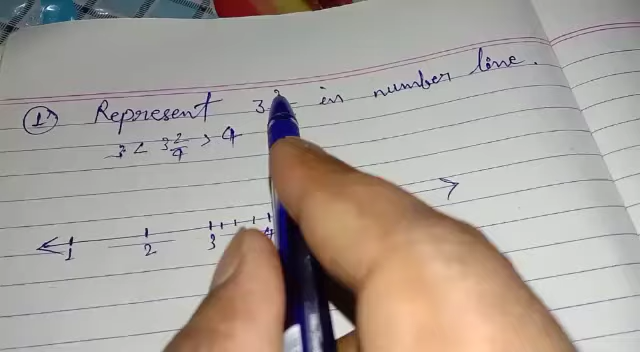 1) Represent 3 in number line.
3 < 3 2/4 > 4
1 2 3 4